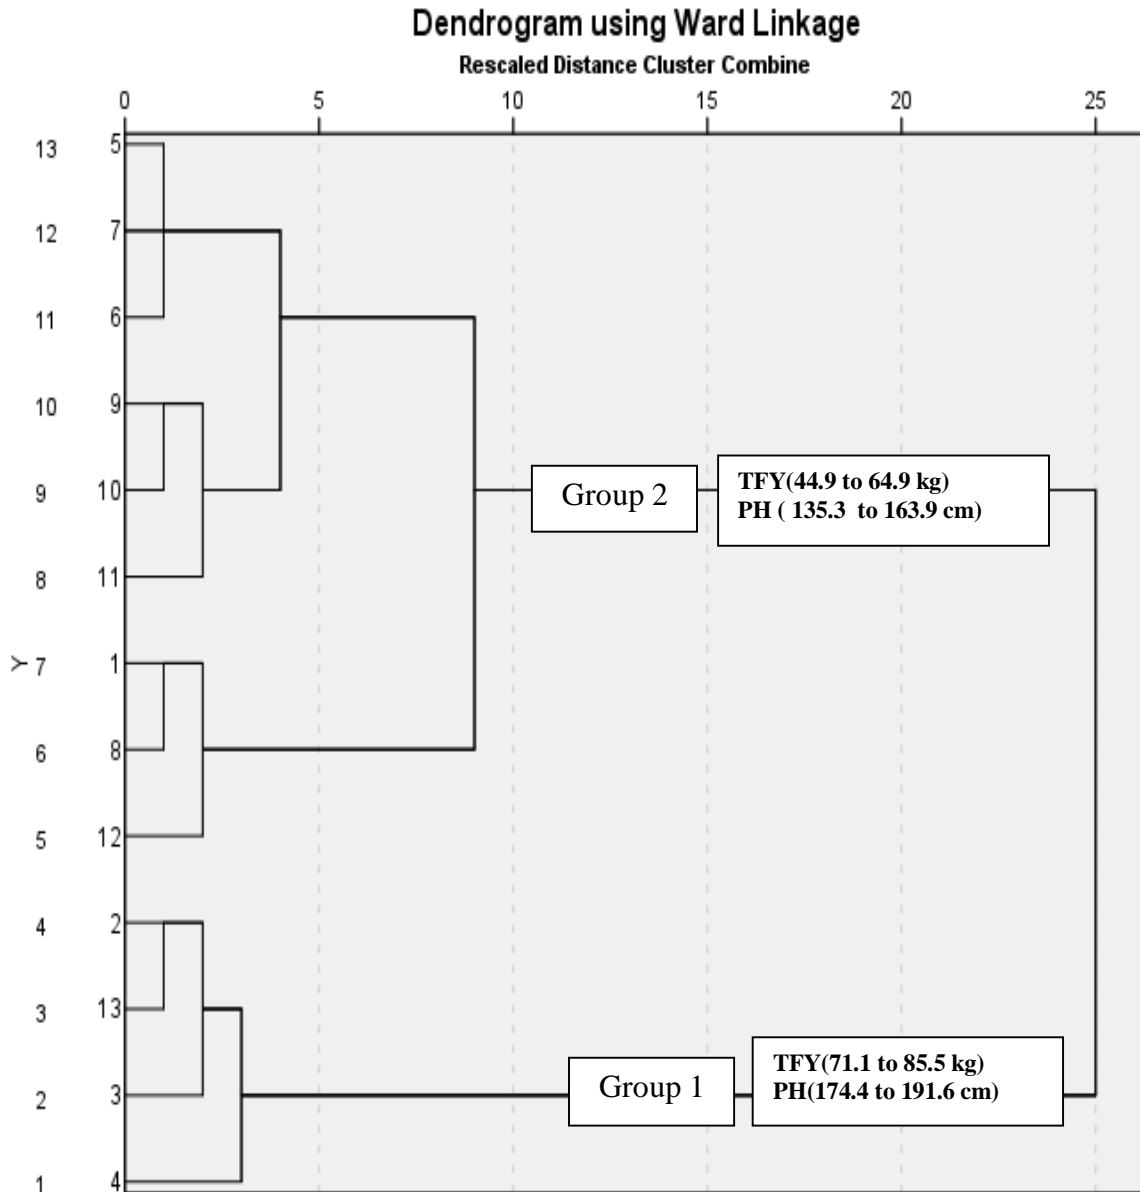 Dendrogram using Ward Linkage
Rescaled Distance Cluster Combine
0 5 10 15 20 25
13 5
12 7
11 6
10 9
9 10
8 11
Y 7 1
6 8
5 12
4 2
3 13
2 3
1 4
Group 2
TFY(44.9 to 64.9 kg)
PH ( 135.3 to 163.9 cm)
Group 1
TFY(71.1 to 85.5 kg)
PH(174.4 to 191.6 cm)